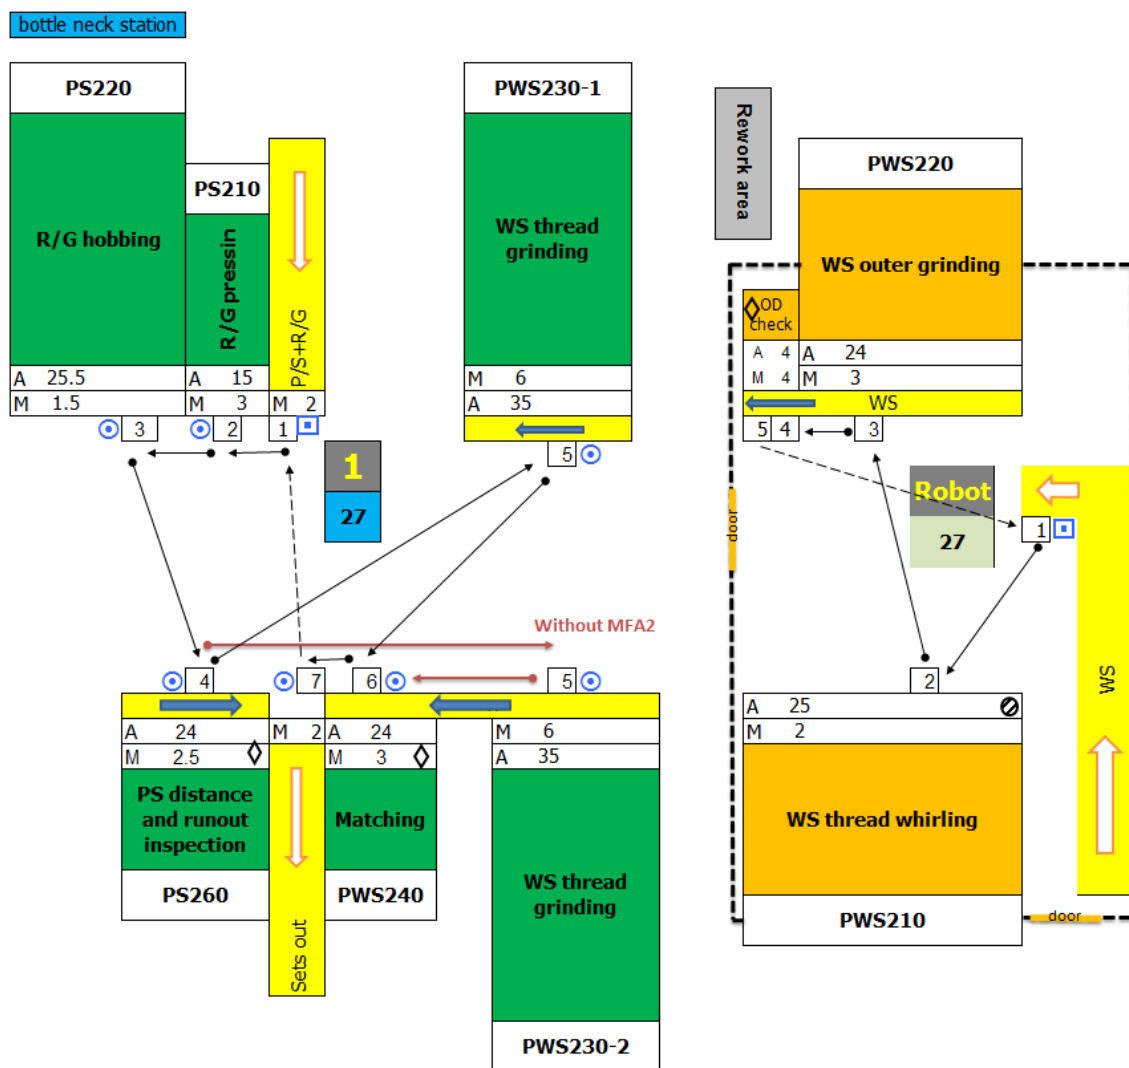 bottle neck station
PS220
R/G hobbing
A 25.5
M 1.5
3
PS210
R/G pressin
A 15
M 3
2
P/S+R/G
M 2
1
1
27
PWS230-1
WS thread
grinding
M 6
A 35
5
Rework area
PWS220
WS outer grinding
OD
check
A 4
M 4
A 24
M 3
WS
5 4
3
Robot
27
1
door
WS
2
A 25
M 2
WS thread whirling
PWS210
door
Without MFA2
4
7
6
5
A 24
M 2.5
PS distance
and runout
inspection
PS260
M 2
Sets out
A 24
M 3
Matching
PWS240
M 6
A 35
WS thread
grinding
PWS230-2